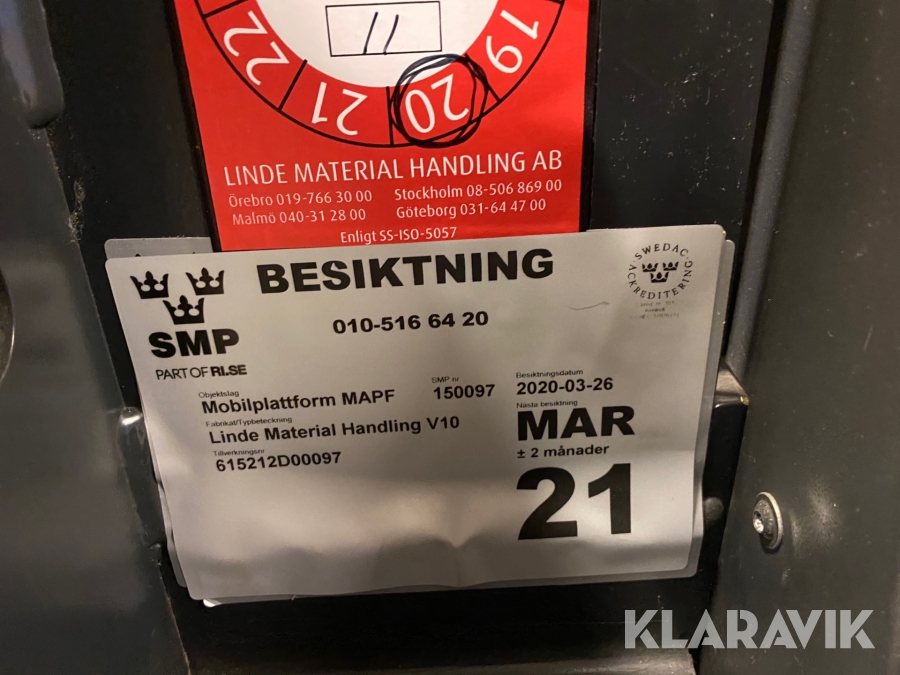 11
22 21 20 19
LINDE MATERIAL HANDLING AB
Örebro 019-766 30 00 Stockholm 08-506 869 00
Malmö 040-31 28 00 Göteborg 031-64 47 00
Enligt SS-ISO-5057
BESIKTNING
SWEDAC
ACKREDITERING
010-516 64 20
SMP
PART OF RI.SE
Objektslag
Mobilplattform MAPF
SMP nr
150097
Besiktningsdatum
2020-03-26
Fabrikat/Typbeteckning
Linde Material Handling V10
Nästa besiktning
MAR
± 2 månader
21
Tillverkningsnr
615212D00097
KLARAVIK